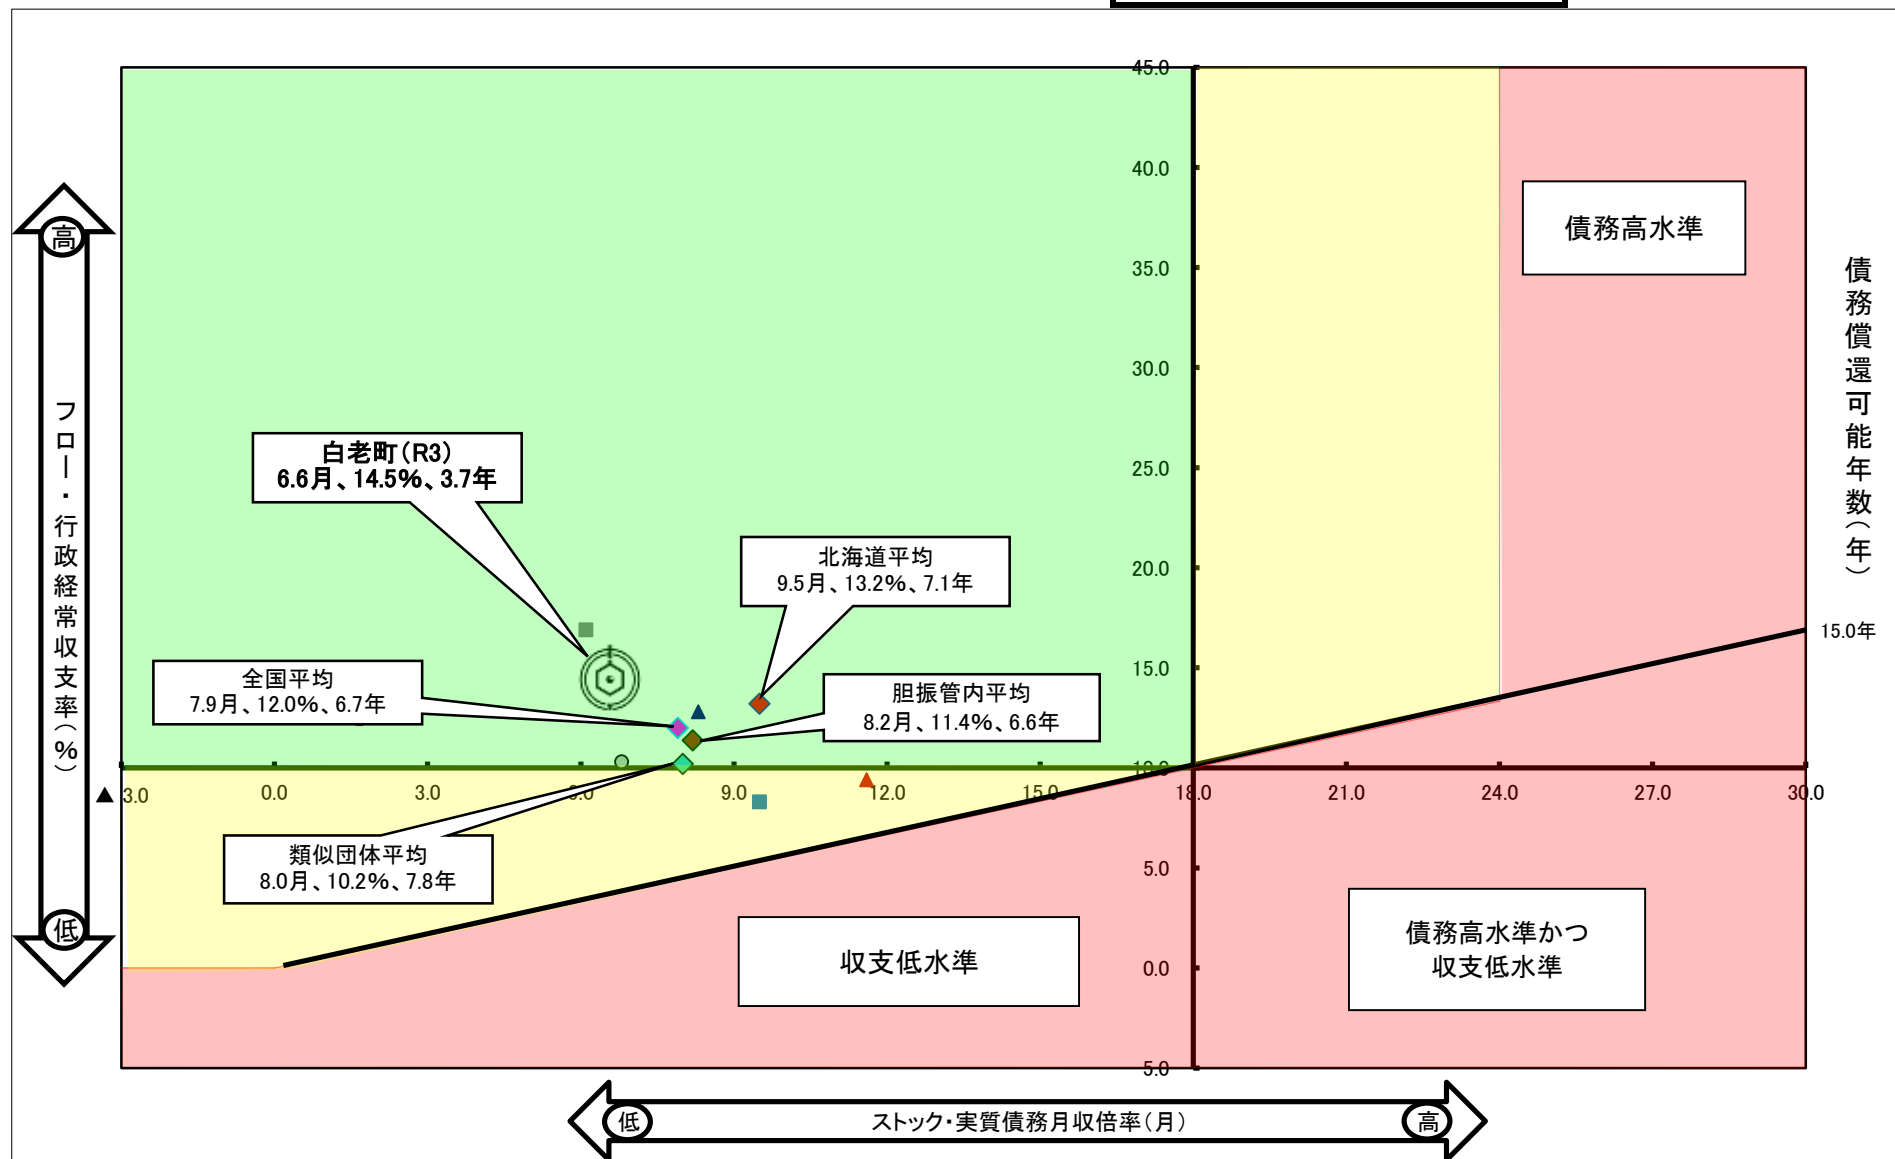 45.0
40.0
35.0
30.0
25.0
20.0
15.0
10.0
5.0
0.0
5.0
債務高水準
債務償還可能年数(年)
15.0年
高
フロー・行政経常収支率(%)
低
白老町(R3)
6.6月、14.5%、3.7年
北海道平均
9.5月、13.2%、7.1年
全国平均
7.9月、12.0%、6.7年
胆振管内平均
8.2月、11.4%、6.6年
▲ 3.0 0.0 3.0 6.0 9.0 12.0 15.0 18.0 21.0 24.0 27.0 30.0
類似団体平均
8.0月、10.2%、7.8年
収支低水準
債務高水準かつ
収支低水準
低 ストック・実質債務月収倍率(月) 高